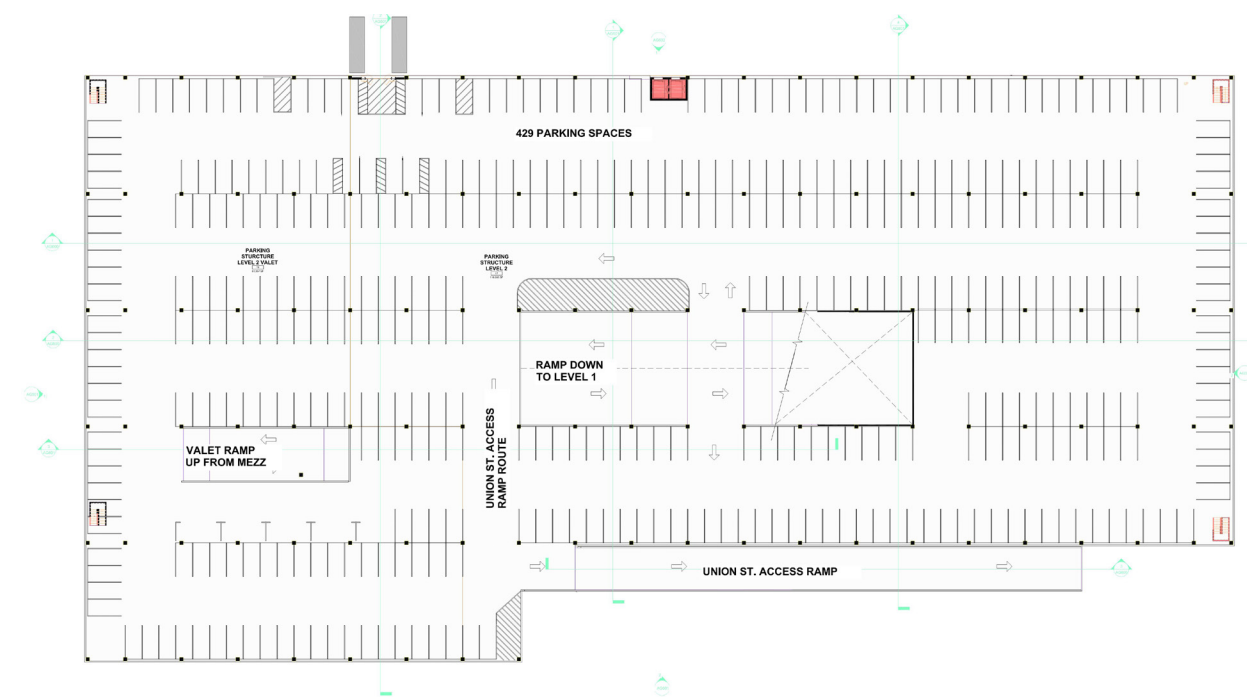 429 PARKING SPACES
PARKING
STURCTURE
LEVEL 2 VALET
PARKING
STRUCTURE
LEVEL 2
RAMP DOWN
TO LEVEL 1
UNION ST. ACCESS
RAMP ROUTE
VALET RAMP
UP FROM MEZZ
UNION ST. ACCESS RAMP